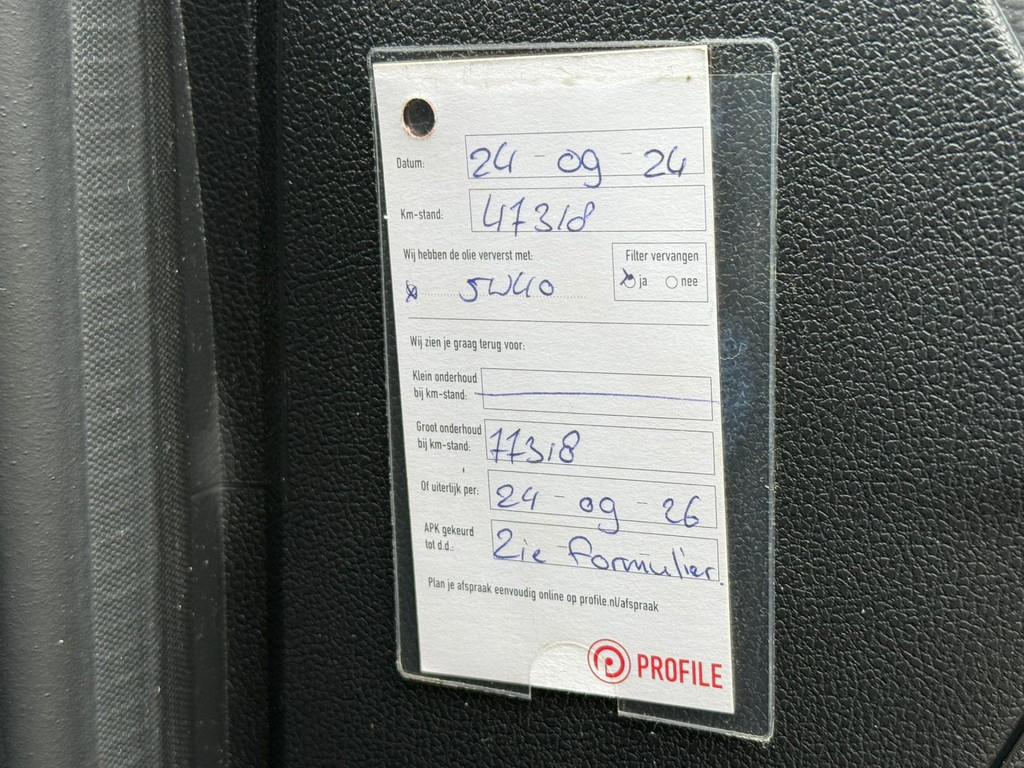 Datum: 24-09-24
Km-stand: 47318
Wij hebben de olie ververst met: Filter vervangen
x 5W40 x ja nee
Wij zien je graag terug voor:
Klein onderhoud
bij km-stand:
Groot onderhoud
bij km-stand: 77318
Of uiterlijk per: 24-09-26
APK gekeurd
tot d.d.: Zie formulier.
Plan je afspraak eenvoudig online op profile.nl/afspraak
PROFILE